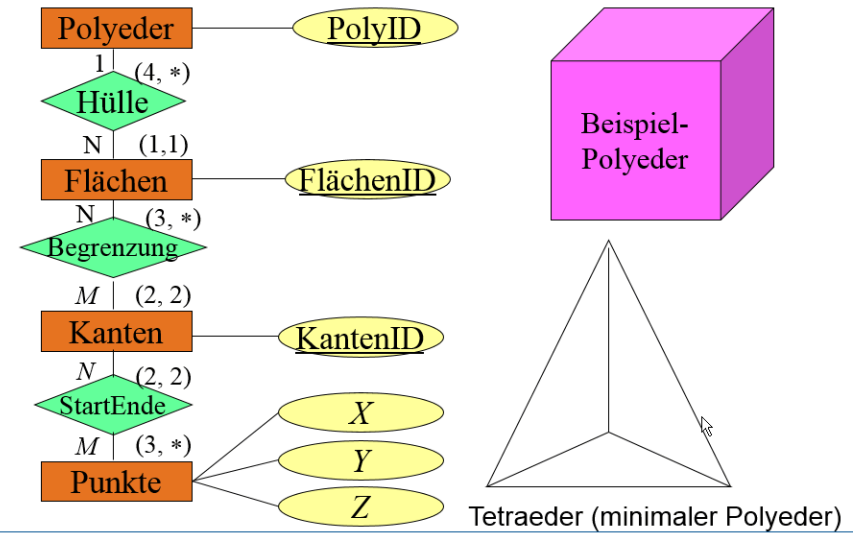 Polyeder
PolyID
1
(4, *)
Hülle
N
(1,1)
Flächen
FlächenID
N
(3, *)
Begrenzung
M
(2, 2)
Kanten
KantenID
N
(2, 2)
StartEnde
X
M
(3, *)
Y
Punkte
Z
Beispiel-
Polyeder
Tetraeder (minimaler Polyeder)